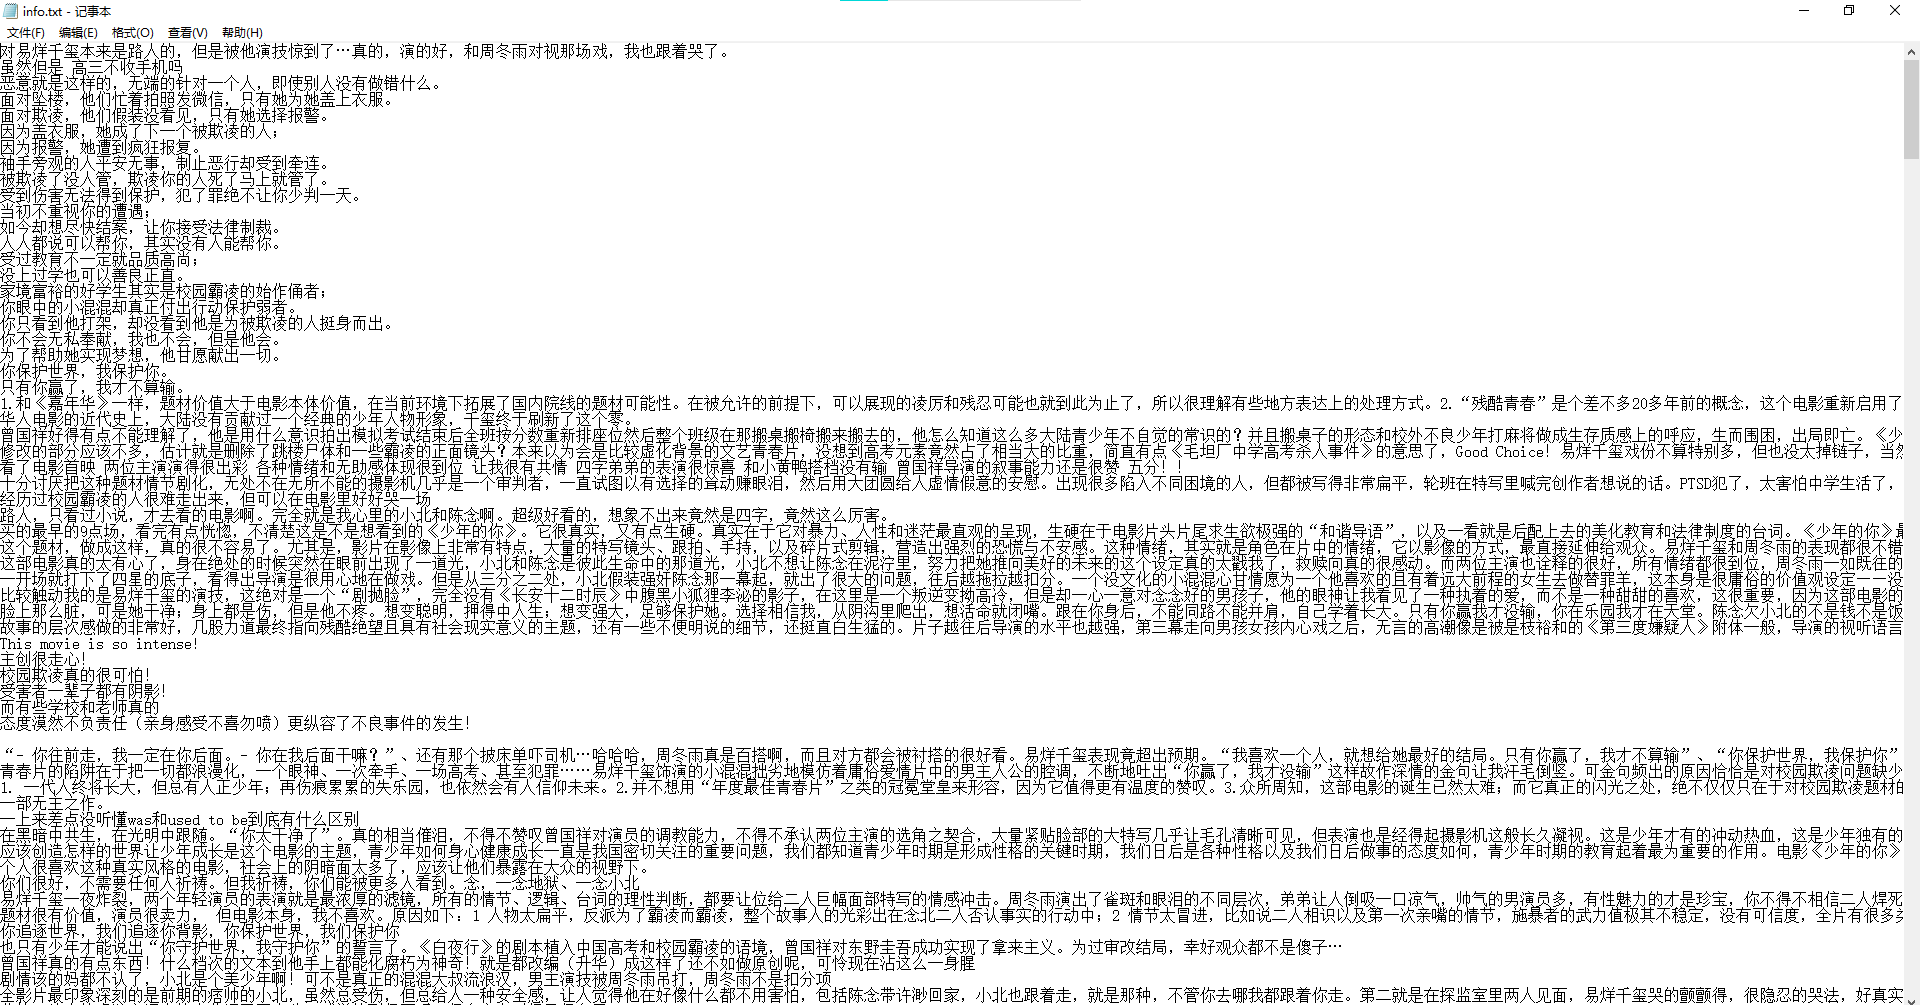 info.txt - 记事本
文件(F) 编辑(E) 格式(O) 查看(V) 帮助(H)
对易烊千玺本来是路人的，但是被他演技惊到了…真的，演的好，和周冬雨对视那场戏，我也跟着哭了。
虽然但是 高三不收手机吗
恶意就是这样的，无端的针对一个人，即使别人没有做错什么。
面对坠楼，他们忙着拍照发微信，只有她为她盖上衣服。
面对欺凌，他们假装没看见，只有她选择报警。
因为盖衣服，她成了下一个被欺凌的人；
因为报警，她遭到疯狂报复。
袖手旁观的人平安无事，制止恶行却受到牵连。
被欺凌了没人管，欺凌你的人死了马上就管了。
受到伤害无法得到保护，犯了罪绝不让你少判一天。
当初不重视你的遭遇；
如今却想尽快结案，让你接受法律制裁。
人人都说可以帮你，其实没有人能帮你。
受过教育不一定就品质高尚；
没上过学也可以善良正直。
家境富裕的好学生其实是校园霸凌的始作俑者；
你眼中的小混混却真正付出行动保护弱者。
你只看到他打架，却没看到他是为被欺凌的人挺身而出。
你不会无私奉献，我也不会，但是他会。
为了帮助她实现梦想，他甘愿献出一切。
你保护世界，我保护你。
只有你赢了，我才不算输。
1.和《嘉年华》一样，题材价值大于电影本体价值，在当前环境下拓展了国内院线的题材可能性。在被允许的前提下，可以展现的凌厉和残忍可能也就到此为止了，所以很理解有些地方表达上的处理方式。2.“残酷青春”是个差不多20多年前的概念，这个电影重新启用了
华人电影的近代史上，大陆没有贡献过一个经典的少年人物形象，千玺终于刷新了这个零。
曾国祥好得有点不能理解了，他是用什么意识拍出模拟考试结束后全班按分数重新排座位然后整个班级在那搬桌搬椅搬来搬去的，他怎么知道这么多大陆青少年不自觉的常识的？并且搬桌子的形态和校外不良少年打麻将做成生存质感上的呼应，生而围困，出局即亡。《少
修改的部分应该不多，估计就是删除了跳楼尸体和一些霸凌的正面镜头？本来以为会是比较虚化背景的文艺青春片，没想到高考元素竟然占了相当大的比重，简直有点《毛坦厂中学高考杀人事件》的意思了，Good Choice！易烊千玺戏份不算特别多，但也没太掉链子，当然
看了电影首映 两位主演演得很出彩 各种情绪和无助感体现很到位 让我很有共情 四字弟弟的表演很惊喜 和小黄鸭搭档没有输 曾国祥导演的叙事能力还是很赞 五分！！
十分讨厌把这种题材情节剧化，无处不在无所不能的摄影机几乎是一个审判者，一直试图以有选择的耸动赚眼泪，然后用大团圆给人虚情假意的安慰。出现很多陷入不同困境的人，但都被写得非常扁平，轮班在特写里喊完创作者想说的话。PTSD犯了，太害怕中学生活了，
经历过校园霸凌的人很难走出来，但可以在电影里好好哭一场
路人，只看过小说，才去看的电影啊。完全就是我心里的小北和陈念啊。超级好看的，想象不出来竟然是四字，竟然这么厉害。
买的最早的9点场，看完有点恍惚，不清楚这是不是想看到的《少年的你》。它很真实，又有点生硬。真实在于它对暴力、人性和迷茫最直观的呈现，生硬在于电影片头片尾求生欲极强的“和谐导语”，以及一看就是后配上去的美化教育和法律制度的台词。《少年的你》最
这个题材，做成这样，真的很不容易了。尤其是，影片在影像上非常有特点，大量的特写镜头、跟拍、手持，以及碎片式剪辑，营造出强烈的恐慌与不安感。这种情绪，其实就是角色在片中的情绪，它以影像的方式，最直接延伸给观众。易烊千玺和周冬雨的表现都很不错
这部电影真的太有心了，身在绝处的时候突然在眼前出现了一道光，小北和陈念是彼此生命中的那道光，小北不想让陈念在泥泞里，努力把她推向美好的未来的这个设定真的太戳我了，救赎向真的很感动。而两位主演也诠释的很好，所有情绪都很到位，周冬雨一如既往的
一开场就打下了四星的底子，看得出导演是很用心地在做戏。但是从三分之二处，小北假装强奸陈念那一幕起，就出了很大的问题，往后越拖拉越扣分。一个没文化的小混混心甘情愿为一个他喜欢的且有着远大前程的女生去做替罪羊，这本身是很庸俗的价值观设定——没
比较触动我的是易烊千玺的演技，这绝对是一个“剧抛脸”，完全没有《长安十二时辰》中腹黑小狐狸李泌的影子，在这里是一个叛逆变拗高冷，但是却一心一意对念念好的男孩子，他的眼神让我看见了一种执着的爱，而不是一种甜甜的喜欢，这很重要，因为这部电影的
脸上那么脏，可是她干净；身上都是伤，但是他不疼。想变聪明，押得中人生；想变强大，足够保护她。选择相信我，从阴沟里爬出，想活命就闭嘴。跟在你身后，不能同路不能并肩，自己学着长大。只有你赢我才没输，你在乐园我才在天堂。陈念欠小北的不是钱不是饭
故事的层次感做的非常好，几股力道最终指向残酷绝望且具有社会现实意义的主题，还有一些不便明说的细节，还挺直白生猛的。片子越往后导演的水平也越强，第三幕走向男孩女孩内心戏之后，无言的高潮像是被是枝裕和的《第三度嫌疑人》附体一般，导演的视听语言
This movie is so intense!
主创很走心！
校园欺凌真的很可怕！
受害者一辈子都有阴影！
而有些学校和老师真的
态度漠然不负责任（亲身感受不喜勿喷）更纵容了不良事件的发生！
“- 你往前走，我一定在你后面。- 你在我后面干嘛？”、还有那个披床单吓司机…哈哈哈，周冬雨真是百搭啊，而且对方都会被衬搭的很好看。易烊千玺表现竟超出预期。“我喜欢一个人，就想给她最好的结局。只有你赢了，我才不算输”、“你保护世界，我保护你”
青春片的陷阱在于把一切都浪漫化，一个眼神、一次牵手、一场高考、甚至犯罪……易烊千玺饰演的小混混拙劣地模仿着庸俗爱情片中的男主人公的腔调，不断地吐出“你赢了，我才没输”这样故作深情的金句让我汗毛倒竖。可金句频出的原因恰恰是对校园欺凌问题缺少
1. 一代人终将长大，但总有人正少年；再伤痕累累的失乐园，也依然会有人信仰未来。2.并不想用“年度最佳青春片”之类的冠冕堂皇来形容，因为它值得更有温度的赞叹。3.众所周知，这部电影的诞生已然太难；而它真正的闪光之处，绝不仅仅只在于对校园欺凌题材的
一部无王之作。
一上来差点没听懂was和used to be到底有什么区别
在黑暗中共生，在光明中跟随。“你太干净了”。真的相当催泪，不得不赞叹曾国祥对演员的调教能力，不得不承认两位主演的选角之契合，大量紧贴脸部的大特写几乎让毛孔清晰可见，但表演也是经得起摄影机这般长久凝视。这是少年才有的冲动热血，这是少年独有的
应该创造怎样的世界让少年成长是这个电影的主题，青少年如何身心健康成长一直是我国密切关注的重要问题，我们都知道青少年时期是形成性格的关键时期，我们日后是各种性格以及我们日后做事的态度如何，青少年时期的教育起着最为重要的作用。电影《少年的你》
个人很喜欢这种真实风格的电影，社会上的阴暗面太多了，应该让他们暴露在大众的视野下。
你们很好，不需要任何人祈祷。但我祈祷，你们能被更多人看到。念，一念地狱、一念小北
易烊千玺一夜炸裂，两个年轻演员的表演就是最浓厚的滤镜，所有的情节、逻辑、台词的理性判断，都要让位给二人巨幅面部特写的情感冲击。周冬雨演出了雀斑和眼泪的不同层次，弟弟让人倒吸一口凉气，帅气的男演员多，有性魅力的才是珍宝，你不得不相信二人焊死
题材很有价值，演员很卖力， 但电影本身，我不喜欢。原因如下：1 人物太扁平，反派为了霸凌而霸凌，整个故事人的光彩出在念北二人否认事实的行动中；2 情节太冒进，比如说二人相识以及第一次亲嘴的情节，施暴者的武力值极其不稳定，没有可信度，全片有很多类
你追逐世界，我们追逐你背影，你保护世界，我们保护你
也只有少年才能说出“你守护世界，我守护你”的誓言了。《白夜行》的剧本植入中国高考和校园霸凌的语境，曾国祥对东野圭吾成功实现了拿来主义。为过审改结局，幸好观众都不是傻子…
曾国祥真的有点东西！什么档次的文本到他手上都能化腐朽为神奇！就是都改编（升华）成这样了还不如做原创呢，可怜现在沾这么一身腥
剧情该的妈都不认了，小北是个美少年啊！可不是真正的混混大叔流浪汉，男主演技被周冬雨吊打，周冬雨不是扣分项
全影片最印象深刻的是前期的痞帅的小北，虽然总受伤，但总给人一种安全感，让人觉得他在好像什么都不用害怕，包括陈念带许渺回家，小北也跟着走，就是那种，不管你去哪我都跟着你走。第二就是在探监室里两人见面，易烊千玺哭的颤颤得，很隐忍的哭法，好真实